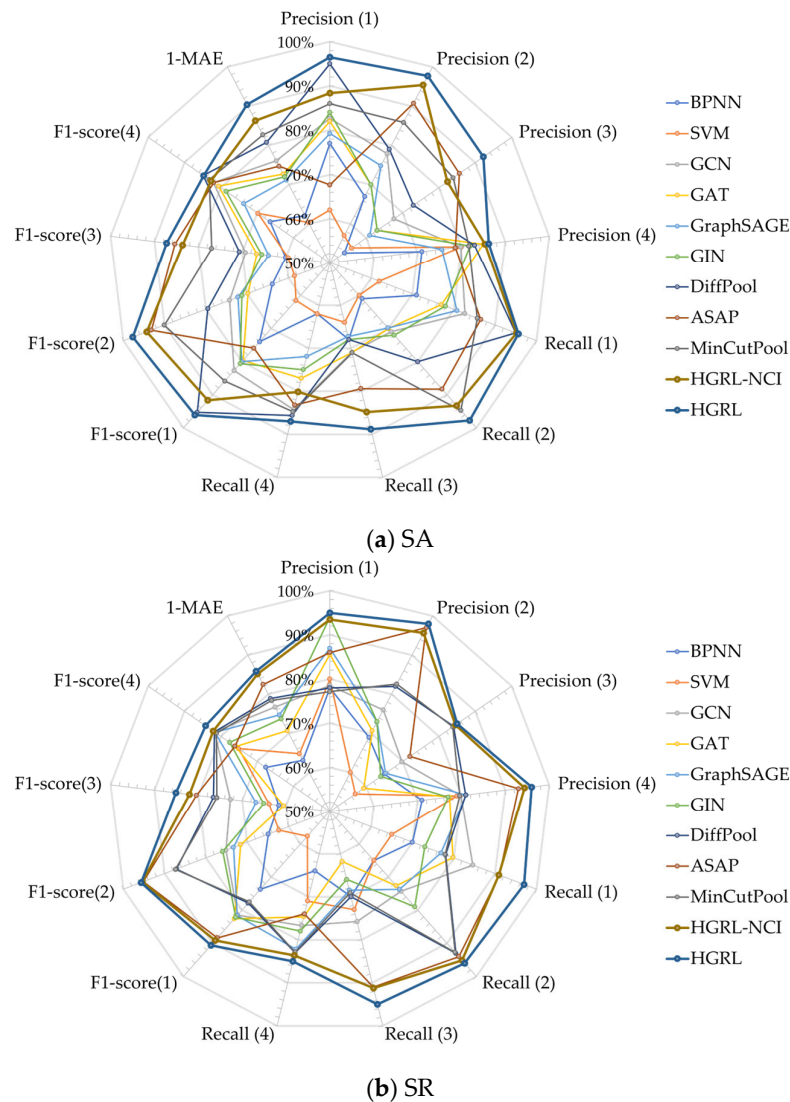 Precision (1)
100%
1-MAE
Precision (2)
90%
F1-score(4)
80%
Precision (3)
70%
60%
F1-score(3)
50%
Precision (4)
F1-score(2)
Recall (1)
F1-score(1)
Recall (2)
Recall (4)
Recall (3)
BPNN
SVM
GCN
GAT
GraphSAGE
GIN
DiffPool
ASAP
MinCutPool
HGRL-NCI
HGRL
(a) SA
Precision (1)
100%
1-MAE
Precision (2)
90%
F1-score(4)
80%
Precision (3)
70%
60%
F1-score(3)
50%
Precision (4)
F1-score(2)
Recall (1)
F1-score(1)
Recall (2)
Recall (4)
Recall (3)
BPNN
SVM
GCN
GAT
GraphSAGE
GIN
DiffPool
ASAP
MinCutPool
HGRL-NCI
HGRL
(b) SR